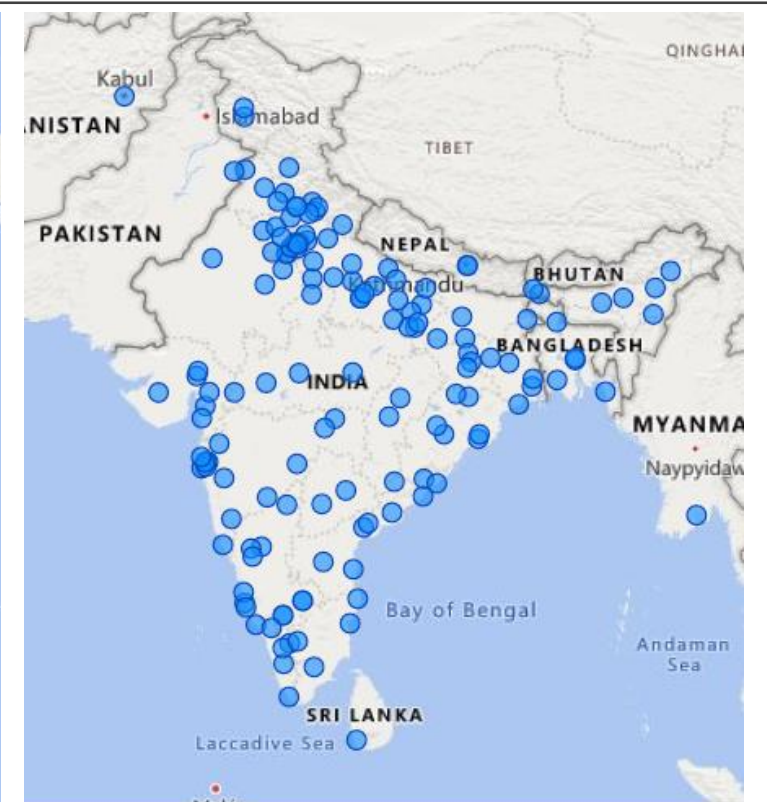 QINGHAI
Kabul
Islamabad
NISTAN
TIBET
PAKISTAN
NEPAL
BHUTAN
Kathmandu
BANGLADESH
INDIA
MYANMA
Naypyidaw
Bay of Bengal
Andaman
Sea
SRI LANKA
Laccadive Sea